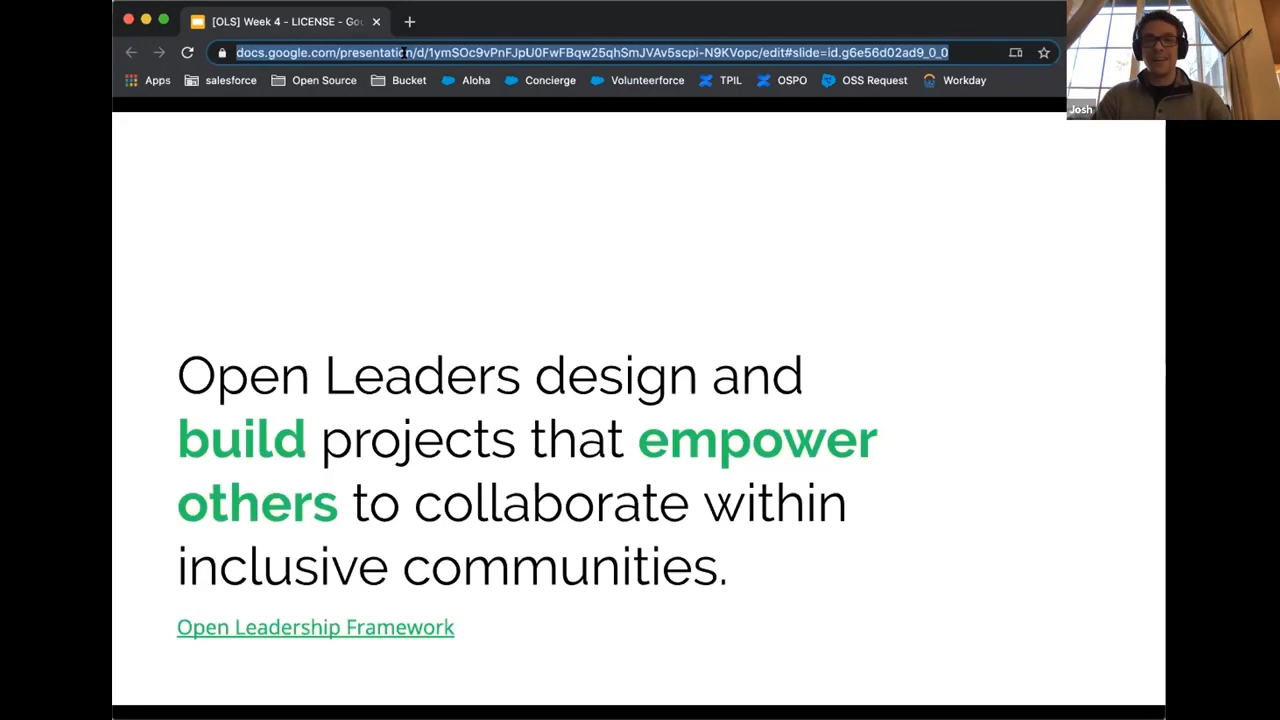 [OLS] Week 4 - LICENSE - Goo
docs.google.com/presentation/d/1ymSOc9vPnFJpU0FwFBqw25qhSmJVAv5scpi-N9KVopc/edit#slide=id.g6e56d02ad9_0_0
Apps salesforce Open Source Bucket Aloha Concierge Volunteerforce TPIL OSPO OSS Request Workday
Josh
Open Leaders design and
build projects that empower
others to collaborate within
inclusive communities.
Open Leadership Framework